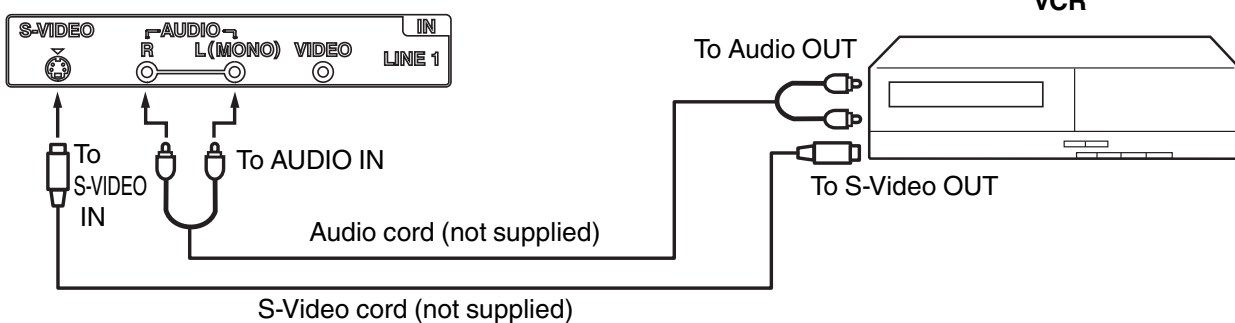 VCR
S-VIDEO
AUDIO
R
L(MONO)
VIDEO
IN
LINE 1
To Audio OUT
To
S-VIDEO
IN
To AUDIO IN
To S-Video OUT
Audio cord (not supplied)
S-Video cord (not supplied)